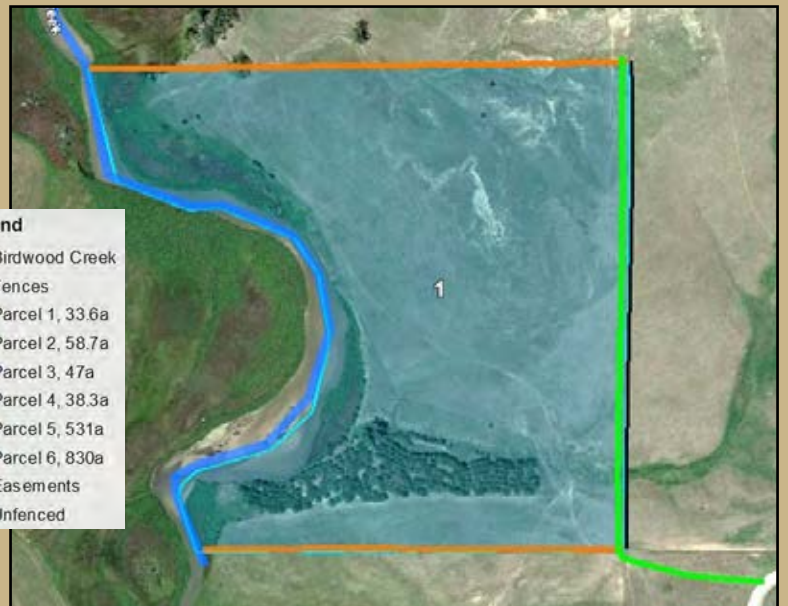 nd
Birdwood Creek
Fences
Parcel 1, 33.6a
Parcel 2, 58.7a
Parcel 3, 47a
Parcel 4, 38.3a
Parcel 5, 531a
Parcel 6, 830a
Easements
Unfenced
1